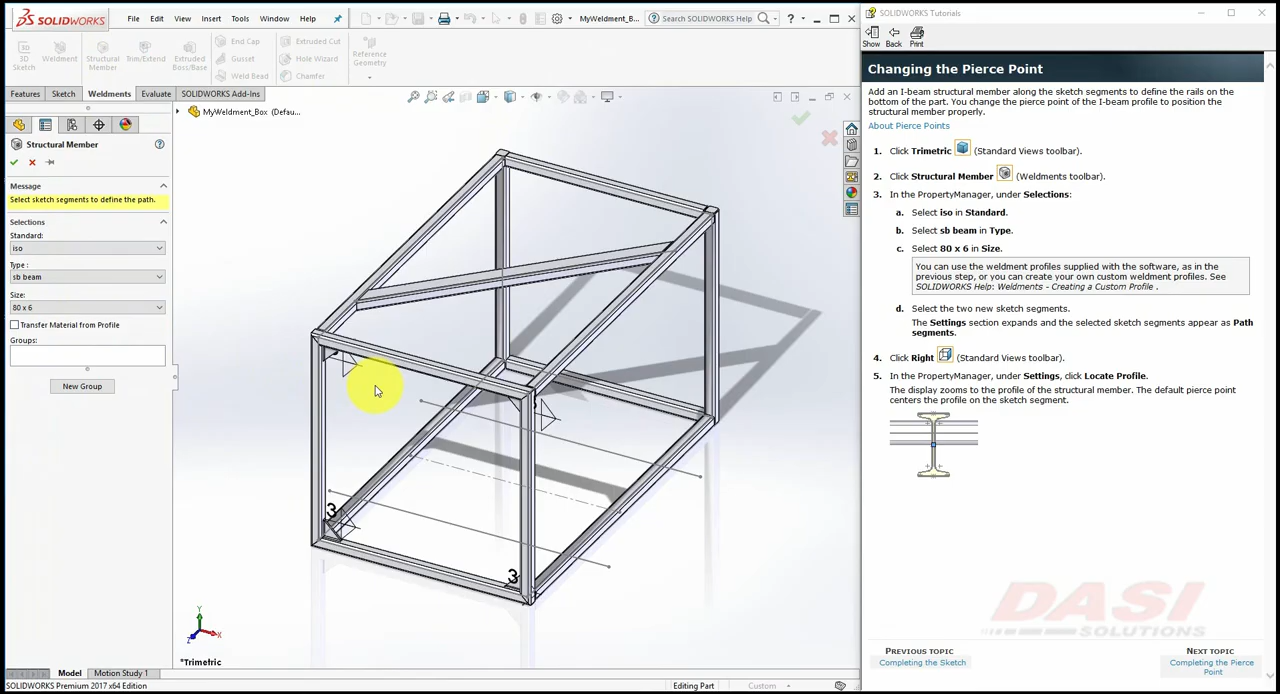 SOLIDWORKS File Edit View Insert Tools Window Help MyWeldment_B... Search SOLIDWORKS Help
3D Sketch Weldment Structural Member Trim/Extend Extruded Boss/Base End Cap Gusset Weld Bead Extruded Cut Hole Wizard Chamfer Reference Geometry
Features Sketch Weldments Evaluate SOLIDWORKS Add-Ins
MyWeldment_Box (Defau...
Structural Member
Message
Select sketch segments to define the path.
Selections
Standard:
iso
Type :
sb beam
Size:
80 x 6
Transfer Material from Profile
Groups:
New Group
3
3
Y
Z X
*Trimetric
Model Motion Study 1
SOLIDWORKS Premium 2017 x64 Edition Editing Part Custom
SOLIDWORKS Tutorials
Show Back Print
Changing the Pierce Point
Add an I-beam structural member along the sketch segments to define the rails on the
bottom of the part. You change the pierce point of the I-beam profile to position the
structural member properly.
About Pierce Points
1. Click Trimetric (Standard Views toolbar).
2. Click Structural Member (Weldments toolbar).
3. In the PropertyManager, under Selections:
a. Select iso in Standard.
b. Select sb beam in Type.
c. Select 80 x 6 in Size.
You can use the weldment profiles supplied with the software, as in the
previous step, or you can create your own custom weldment profiles. See
SOLIDWORKS Help: Weldments - Creating a Custom Profile .
d. Select the two new sketch segments.
The Settings section expands and the selected sketch segments appear as Path
segments.
4. Click Right (Standard Views toolbar).
5. In the PropertyManager, under Settings, click Locate Profile.
The display zooms to the profile of the structural member. The default pierce point
centers the profile on the sketch segment.
DASI
SOLUTIONS
PREVIOUS TOPIC
Completing the Sketch
NEXT TOPIC
Completing the Pierce
Point